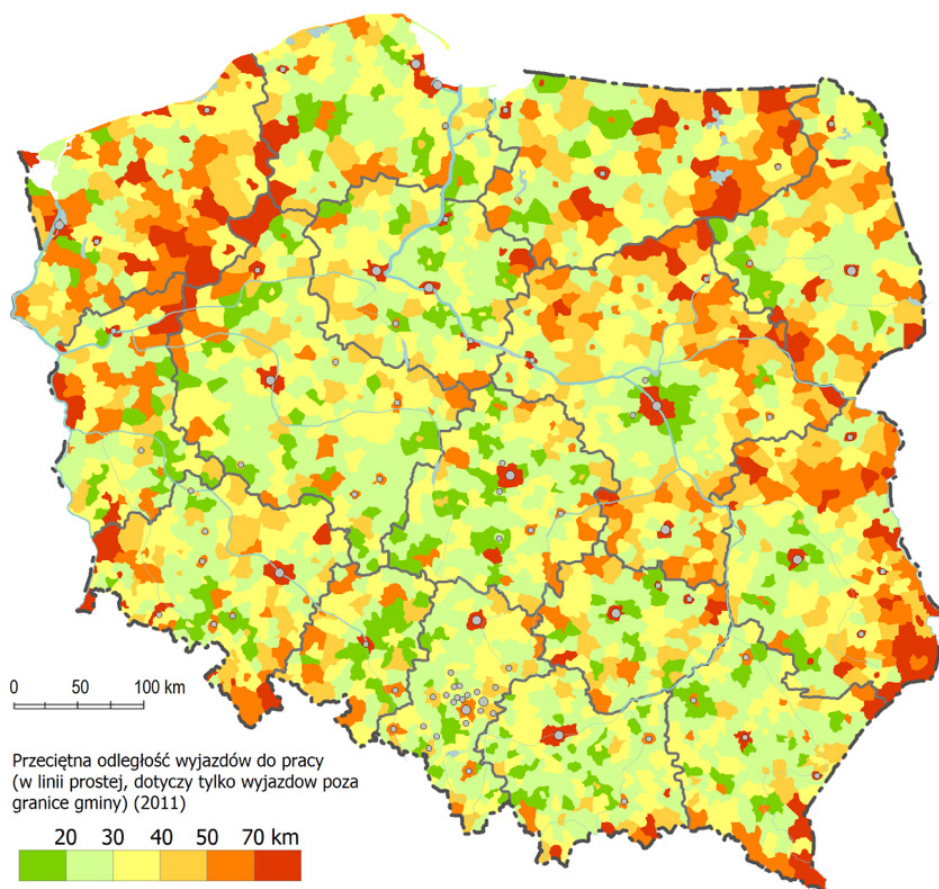 0 50 100 km
Przeciętna odległość wyjazdów do pracy
(w linii prostej, dotyczy tylko wyjazdow poza
granice gminy) (2011)
20 30 40 50 70 km